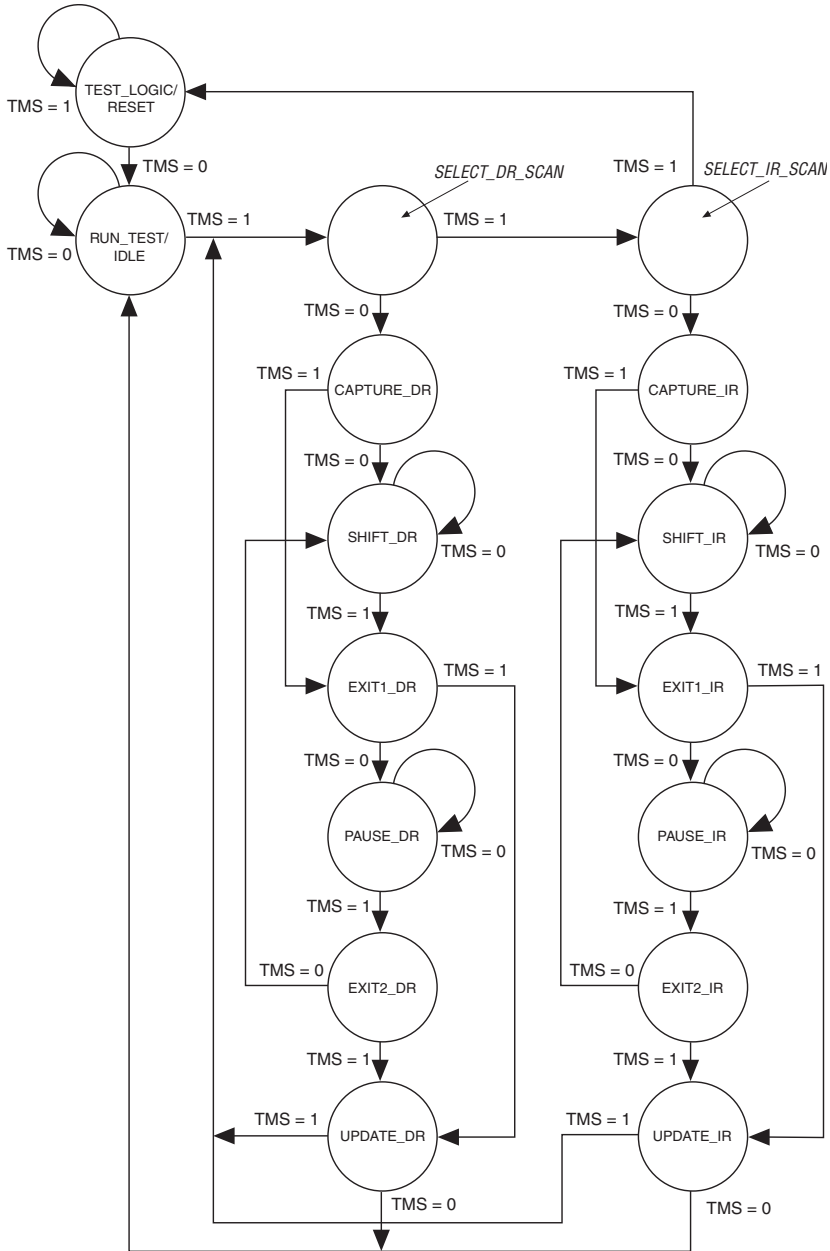 TEST_LOGIC/
RESET
TMS = 1
TMS = 0
SELECT_DR_SCAN
TMS = 1
SELECT_IR_SCAN
RUN_TEST/
IDLE
TMS = 0
TMS = 1
TMS = 1
TMS = 0
TMS = 0
TMS = 1
CAPTURE_DR
TMS = 1
CAPTURE_IR
TMS = 0
TMS = 0
SHIFT_DR
TMS = 0
SHIFT_IR
TMS = 0
TMS = 1
TMS = 1
EXIT1_DR
TMS = 1
EXIT1_IR
TMS = 1
TMS = 0
TMS = 0
PAUSE_DR
TMS = 0
PAUSE_IR
TMS = 0
TMS = 1
TMS = 1
TMS = 0
EXIT2_DR
TMS = 0
EXIT2_IR
TMS = 1
TMS = 1
TMS = 1
UPDATE_DR
TMS = 1
UPDATE_IR
TMS = 0
TMS = 0